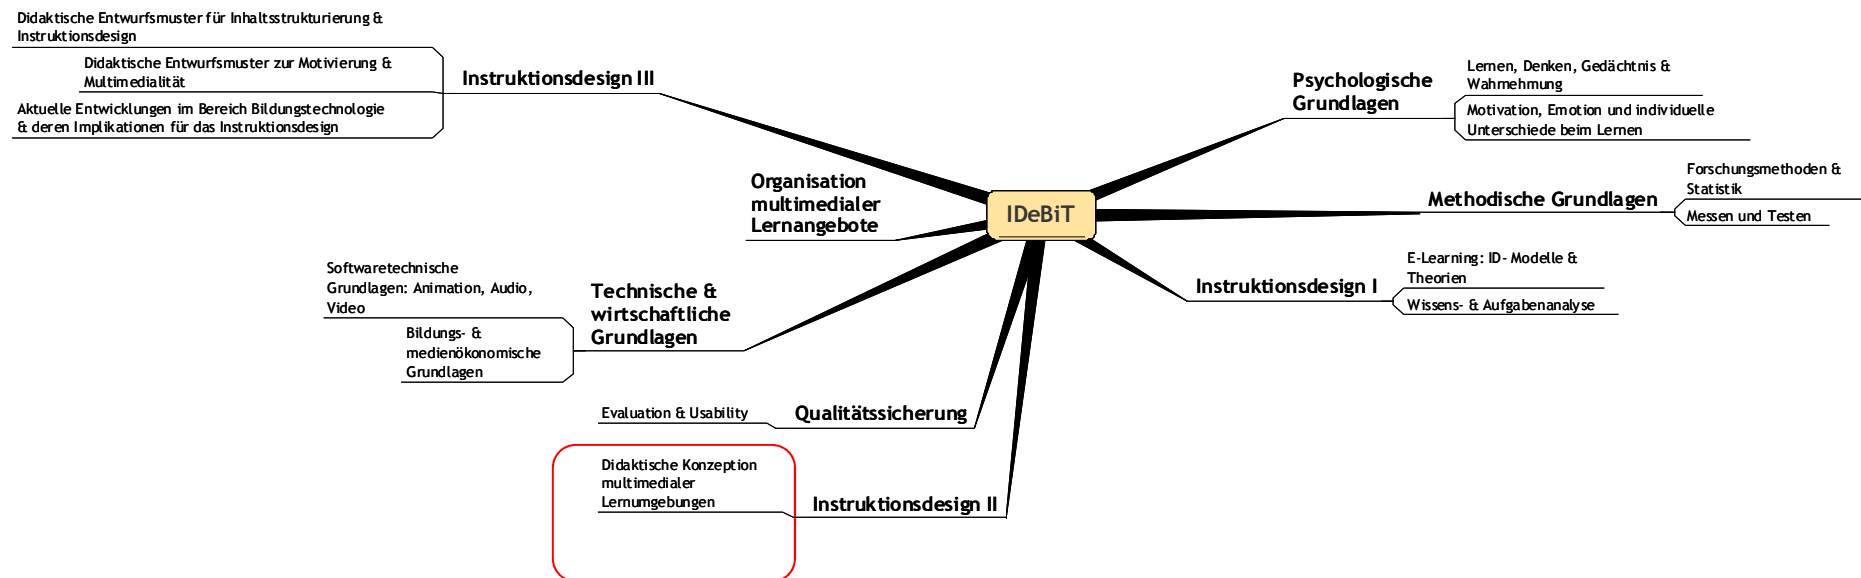 Didaktische Entwurfsmuster für Inhaltsstrukturierung &
Instruktionsdesign
Didaktische Entwurfsmuster zur Motivierung &
Multimedialität
Aktuelle Entwicklungen im Bereich Bildungstechnologie
& deren Implikationen für das Instruktionsdesign
Instruktionsdesign III
Organisation
multimedialer
Lernangebote
Softwaretechnische
Grundlagen: Animation, Audio,
Video
Bildungs- &
medienökonomische
Grundlagen
Technische &
wirtschaftliche
Grundlagen
Evaluation & Usability
Qualitätssicherung
Didaktische Konzeption
multimedialer
Lernumgebungen
Instruktionsdesign II
IDeBiT
Psychologische
Grundlagen
Lernen, Denken, Gedächtnis &
Wahrnehmung
Motivation, Emotion und individuelle
Unterschiede beim Lernen
Methodische Grundlagen
Forschungsmethoden &
Statistik
Messen und Testen
Instruktionsdesign I
E-Learning: ID- Modelle &
Theorien
Wissens- & Aufgabenanalyse